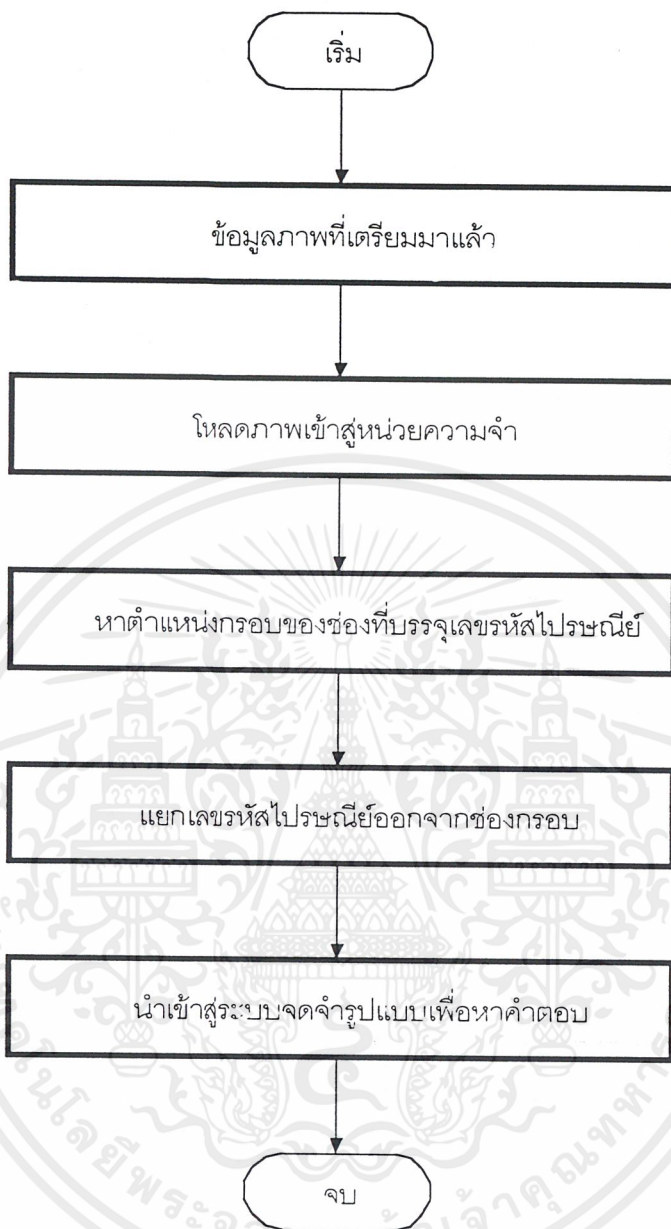 เริ่ม
ข้อมูลภาพที่เตรียมมาแล้ว
โหลดภาพเข้าสู่หน่วยความจำ
หาตำแหน่งกรอบของช่องที่บรรจุเลขรหัสไปรษณีย์
แยกเลขรหัสไปรษณีย์ออกจากช่องกรอบ
นำเข้าสู่ระบบจดจำรูปแบบเพื่อหาคำตอบ
จบ